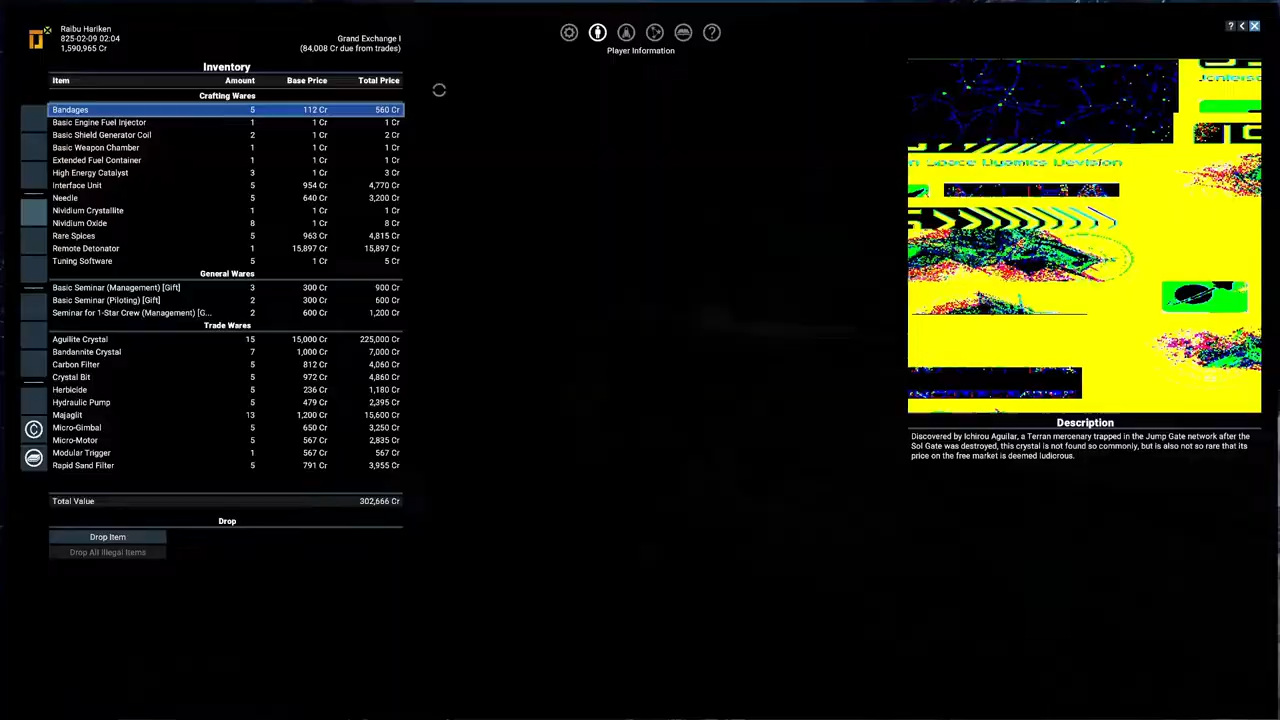 Raibu Hariken
825-02-09 02:04
1,590,965 Cr
Grand Exchange I
(84,008 Cr due from trades)
Player Information
Inventory
Item Amount Base Price Total Price
Crafting Wares
Bandages 5 112 Cr 560 Cr
Basic Engine Fuel Injector 1 1 Cr 1 Cr
Basic Shield Generator Coil 2 1 Cr 2 Cr
Basic Weapon Chamber 1 1 Cr 1 Cr
Extended Fuel Container 1 1 Cr 1 Cr
High Energy Catalyst 3 1 Cr 3 Cr
Interface Unit 5 954 Cr 4,770 Cr
Needle 5 640 Cr 3,200 Cr
Nividium Crystallite 1 1 Cr 1 Cr
Nividium Oxide 8 1 Cr 8 Cr
Rare Spices 5 963 Cr 4,815 Cr
Remote Detonator 1 15,897 Cr 15,897 Cr
Tuning Software 5 1 Cr 5 Cr
General Wares
Basic Seminar (Management) [Gift] 3 300 Cr 900 Cr
Basic Seminar (Piloting) [Gift] 2 300 Cr 600 Cr
Seminar for 1-Star Crew (Management) [G... 2 600 Cr 1,200 Cr
Trade Wares
Aguilite Crystal 15 15,000 Cr 225,000 Cr
Bandannite Crystal 7 1,000 Cr 7,000 Cr
Carbon Filter 5 812 Cr 4,060 Cr
Crystal Bit 5 972 Cr 4,860 Cr
Herbicide 5 236 Cr 1,180 Cr
Hydraulic Pump 5 479 Cr 2,395 Cr
Majaglit 13 1,200 Cr 15,600 Cr
Micro-Gimbal 5 650 Cr 3,250 Cr
Micro-Motor 5 567 Cr 2,835 Cr
Modular Trigger 1 567 Cr 567 Cr
Rapid Sand Filter 5 791 Cr 3,955 Cr
Total Value 302,666 Cr
Drop
Drop Item
Drop All Illegal Items
n Space Dyamics Devision
Description
Discovered by Ichirou Aguilar, a Terran mercenary trapped in the Jump Gate network after the
Sol Gate was destroyed, this crystal is not found so commonly, but is also not so rare that its
price on the free market is deemed ludicrous.